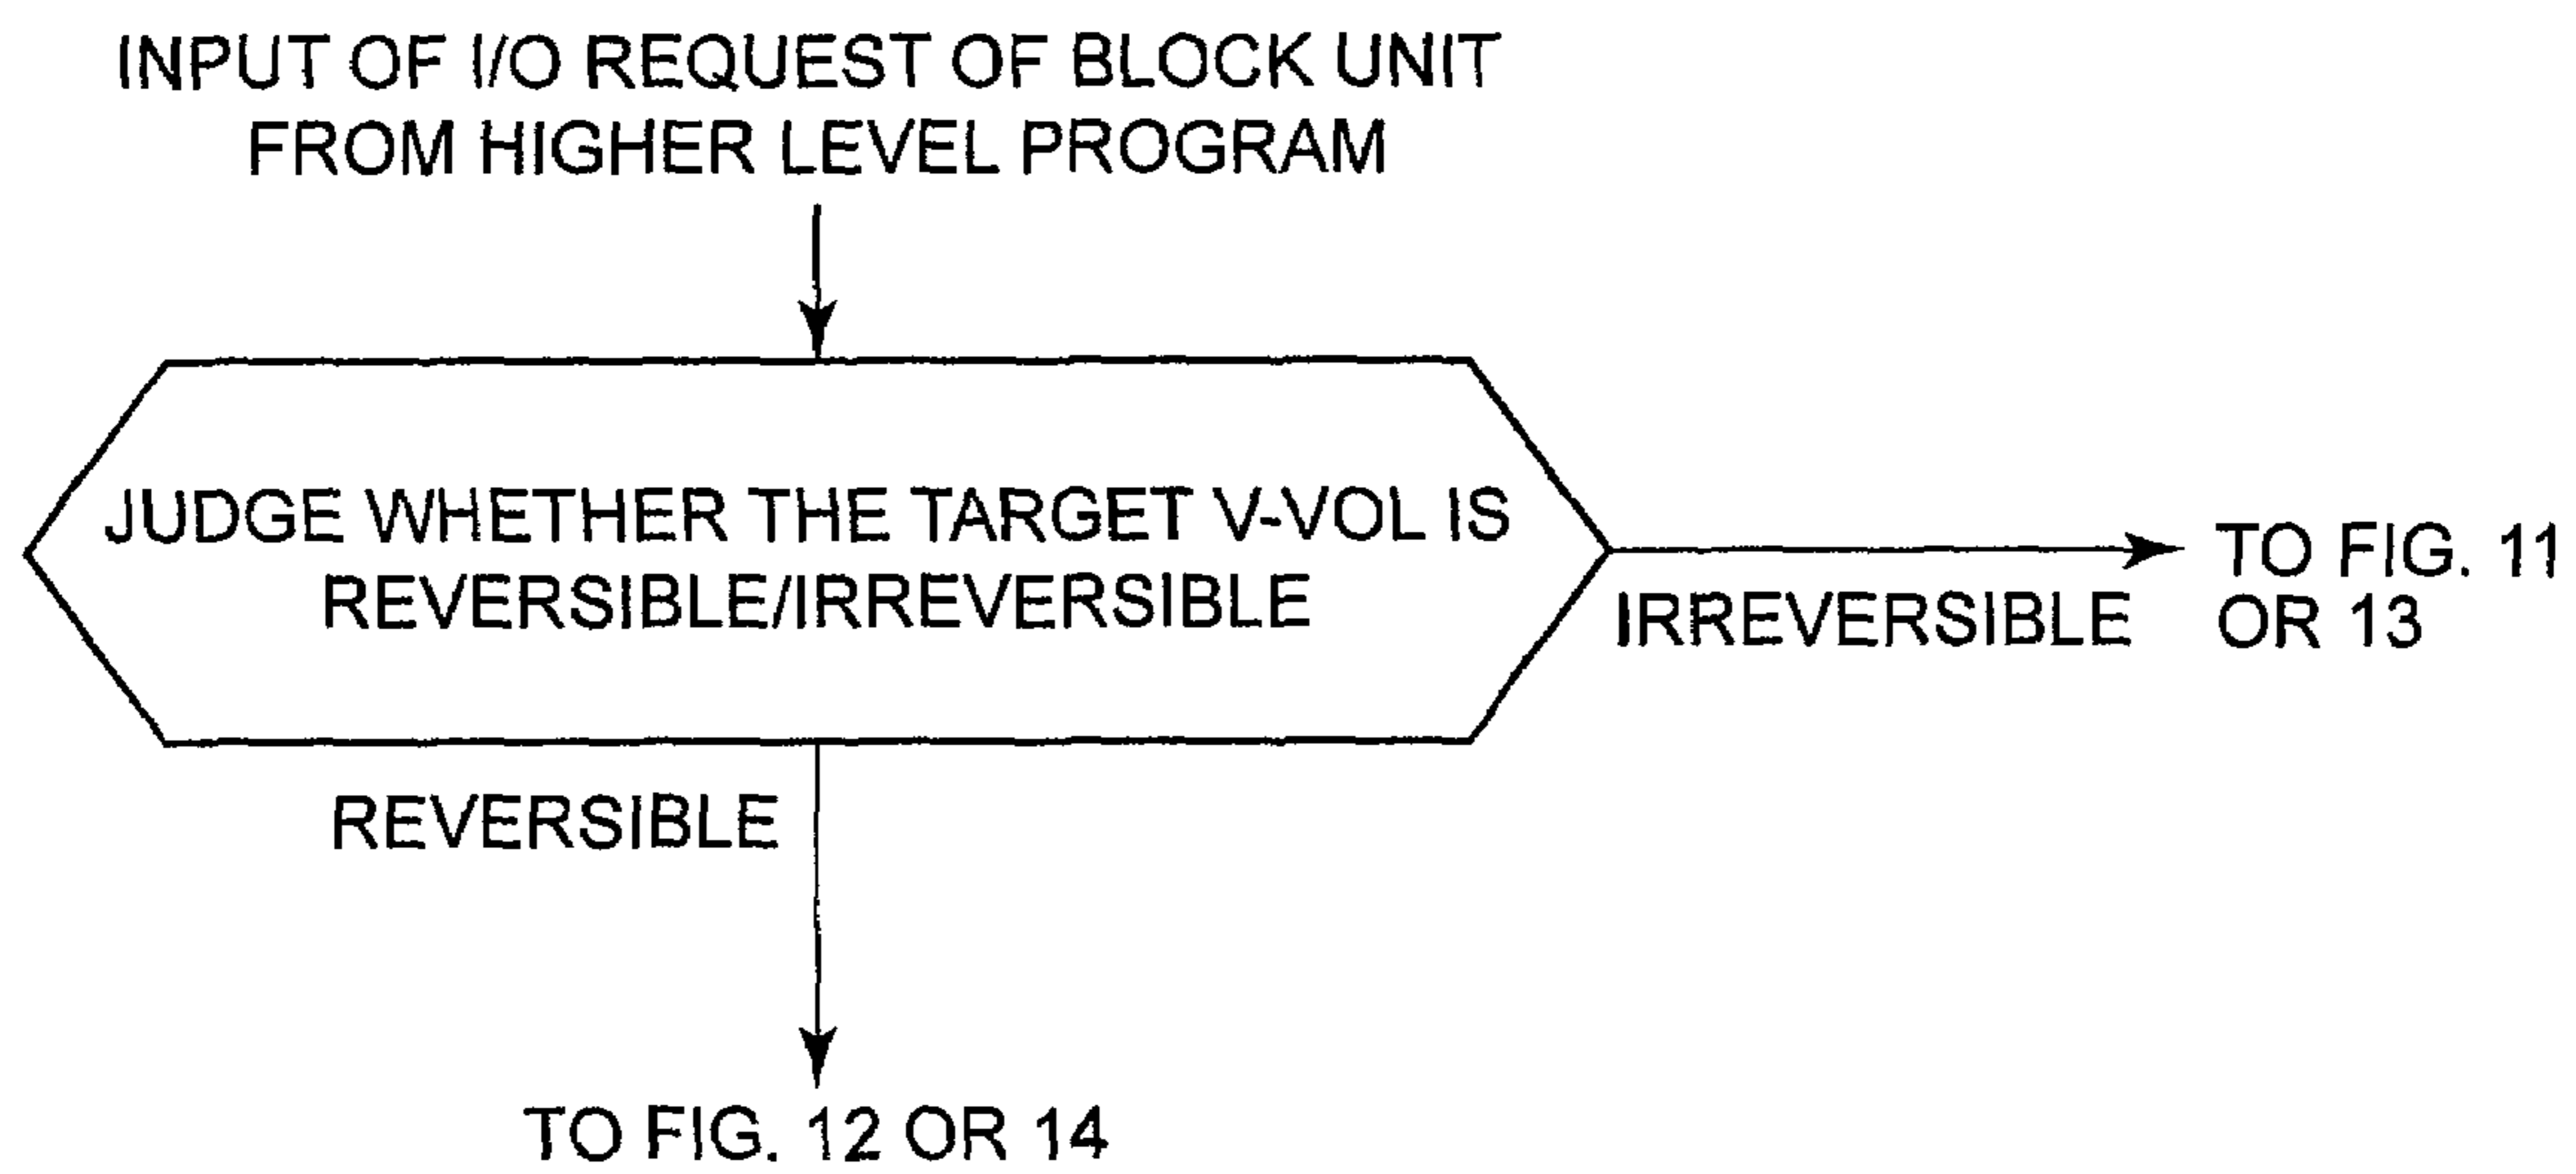 INPUT OF I/O REQUEST OF BLOCK UNIT
FROM HIGHER LEVEL PROGRAM
JUDGE WHETHER THE TARGET V-VOL IS
REVERSIBLE/IRREVERSIBLE
IRREVERSIBLE
TO FIG. 11
OR 13
REVERSIBLE
TO FIG. 12 OR 14